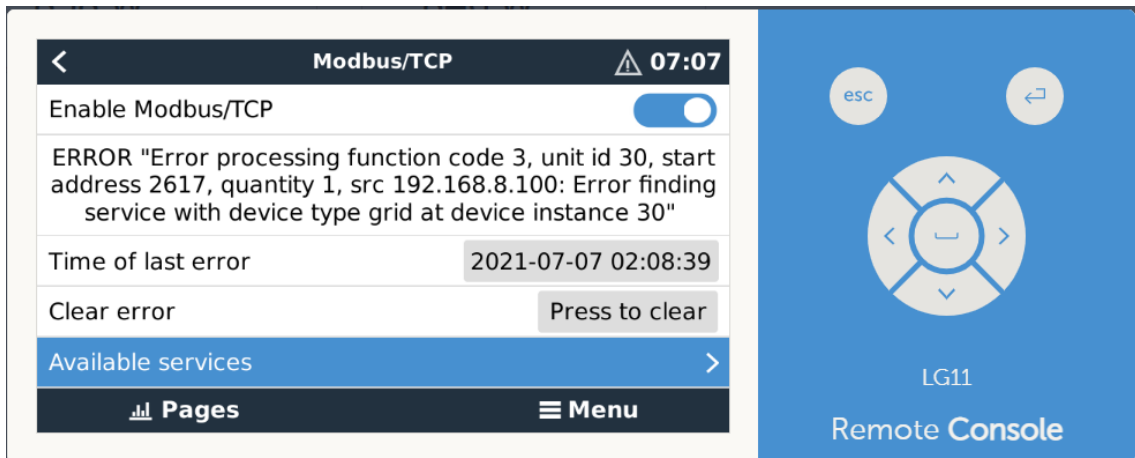 Modbus/TCP
07:07
Enable Modbus/TCP
ERROR "Error processing function code 3, unit id 30, start
address 2617, quantity 1, src 192.168.8.100: Error finding
service with device type grid at device instance 30"
Time of last error 2021-07-07 02:08:39
Clear error Press to clear
Available services
Pages Menu
esc
LG11
Remote Console